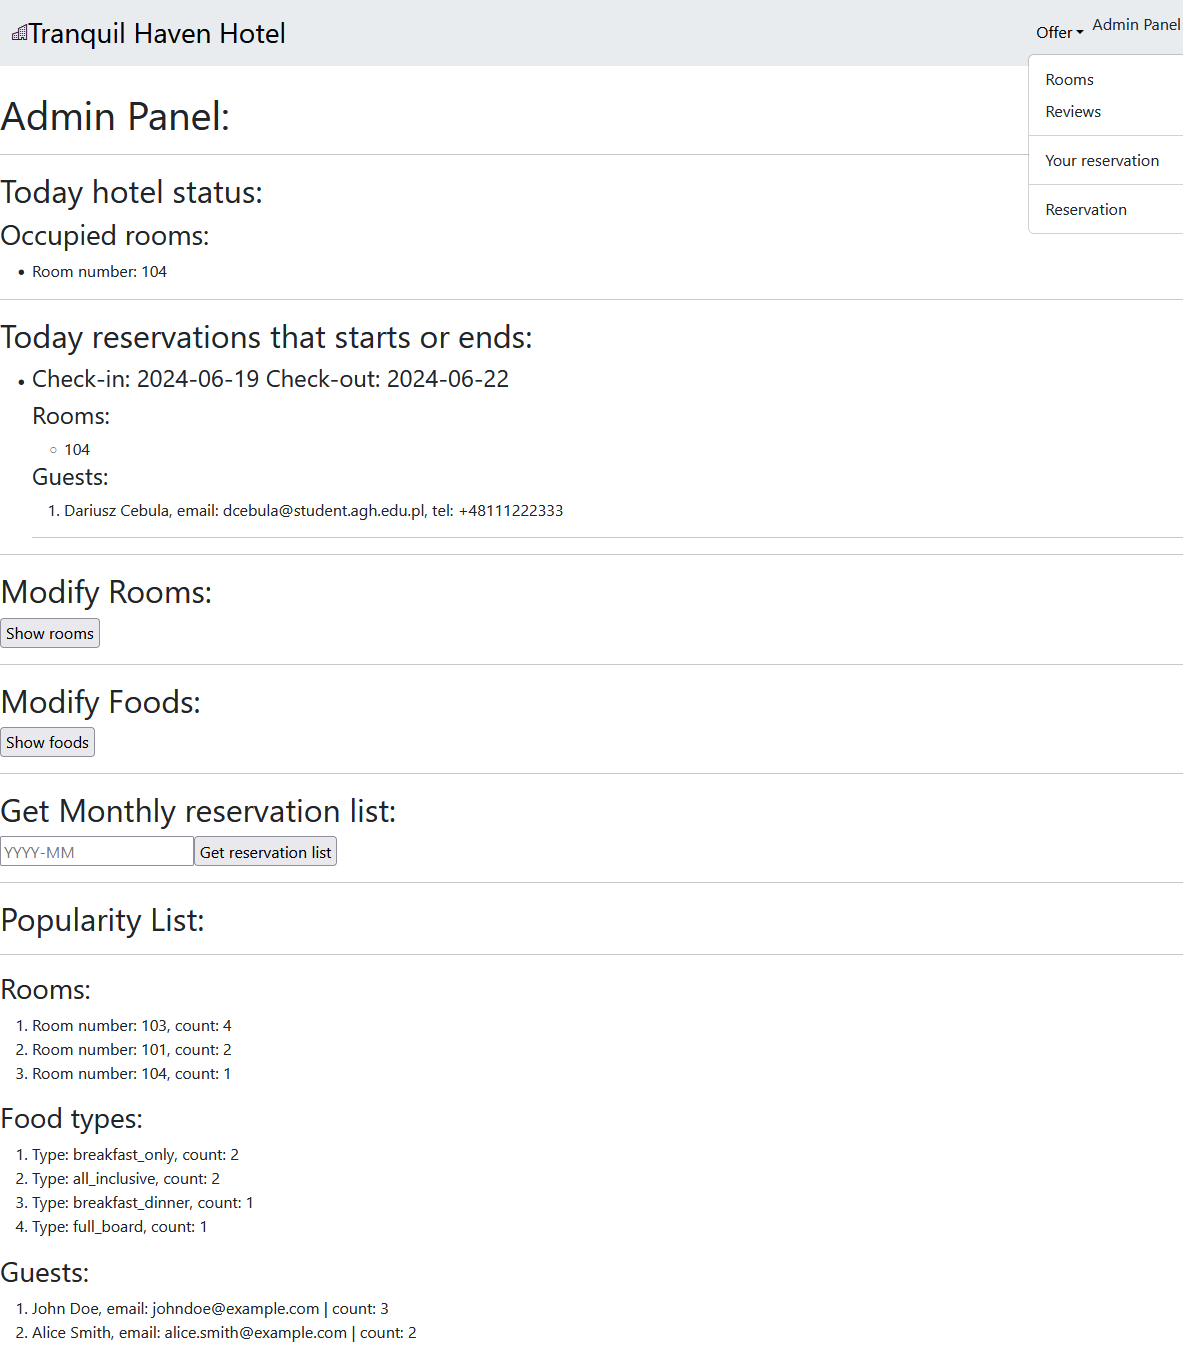 Tranquil Haven Hotel
Offer
Admin Panel
Rooms
Reviews
Your reservation
Reservation
Admin Panel:
Today hotel status:
Occupied rooms:
• Room number: 104
Today reservations that starts or ends:
• Check-in: 2024-06-19 Check-out: 2024-06-22
Rooms:
○ 104
Guests:
1. Dariusz Cebula, email: dcebula@student.agh.edu.pl, tel: +48111222333
Modify Rooms:
Show rooms
Modify Foods:
Show foods
Get Monthly reservation list:
YYYY-MM Get reservation list
Popularity List:
Rooms:
1. Room number: 103, count: 4
2. Room number: 101, count: 2
3. Room number: 104, count: 1
Food types:
1. Type: breakfast_only, count: 2
2. Type: all_inclusive, count: 2
3. Type: breakfast_dinner, count: 1
4. Type: full_board, count: 1
Guests:
1. John Doe, email: johndoe@example.com | count: 3
2. Alice Smith, email: alice.smith@example.com | count: 2